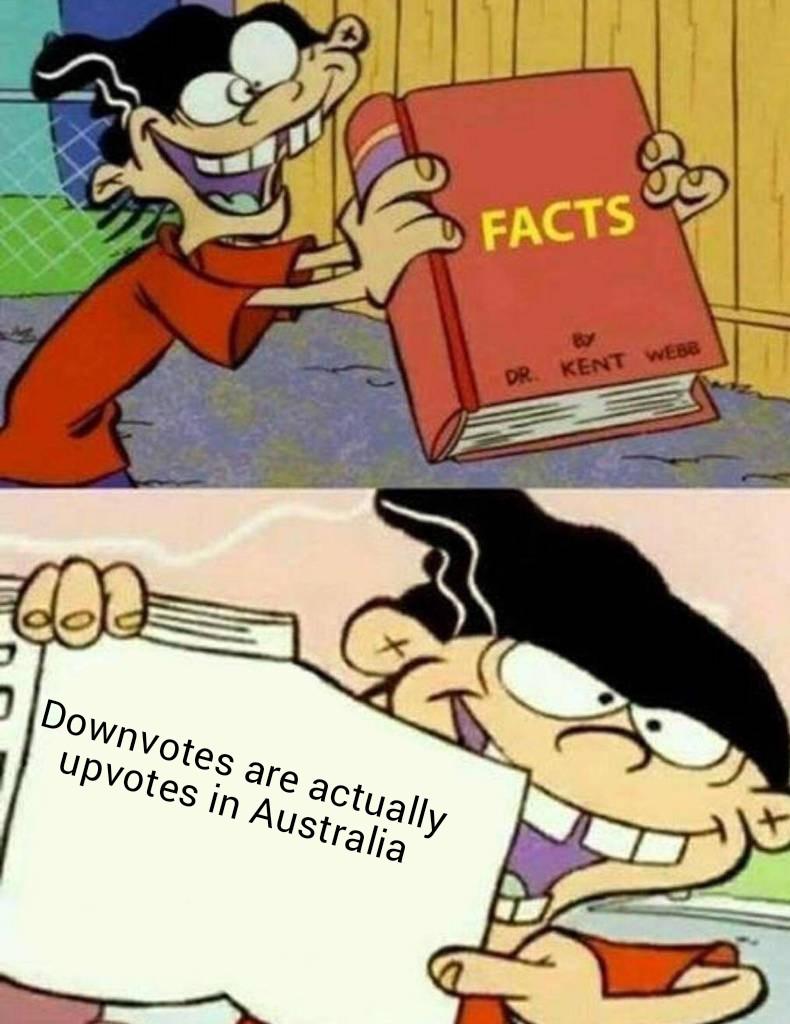 FACTS
By
DR. KENT WEBB
Downvotes are actually
upvotes in Australia